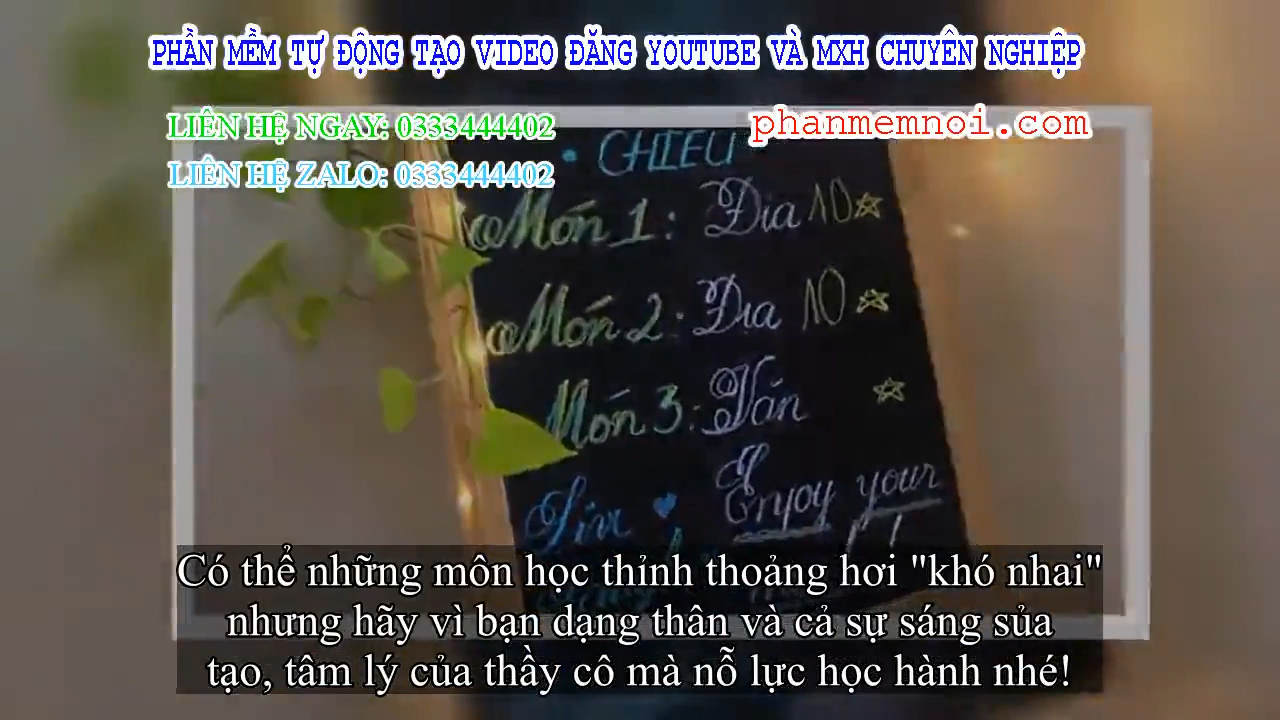 PHẦN MỀM TỰ ĐỘNG TẠO VIDEO ĐĂNG YOUTUBE VÀ MXH CHUYÊN NGHIỆP
LIÊN HỆ NGAY: 0333444402
phanmemnoi.com
LIÊN HỆ ZALO: 0333444402
CHIEU
Món 1: Địa 10
Món 2: Địa 10
Món 3: Văn
Enjoy your
Có thể những môn học thỉnh thoảng hơi "khó nhai"
nhưng hãy vì bạn dạng thân và cả sự sáng sủa
tạo, tâm lý của thầy cô mà nỗ lực học hành nhé!